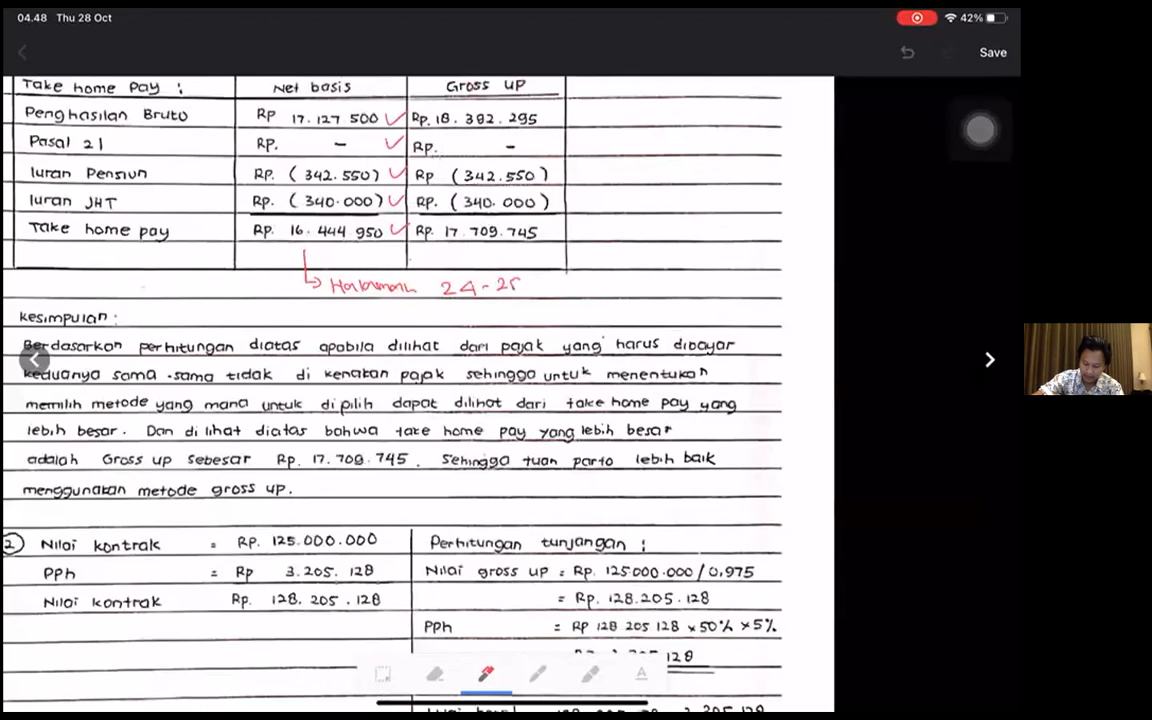 04.48 Thu 28 Oct
42%
Save
Take home pay : Net basis Gross up
Penghasilan Bruto Rp 17.127 500 Rp. 18.392.295
Pasal 21 Rp. - Rp. -
Iuran Pensiun Rp. (342.550) Rp (342.550)
Iuran JHT Rp. (340.000) Rp. (340.000)
Take home pay Rp. 16.444 950 Rp. 17.709.745
Halaman 24-25
kesimpulan :
Berdasarkan perhitungan diatas apabila dilihat dari pajak yang harus dibayar
keduanya sama-sama tidak di kenakan pajak sehingga untuk menentukan
memilih metode yang mana untuk di pilih dapat dilihat dari take home pay yang
lebih besar. Dan di lihat diatas bahwa take home pay yang lebih besar
adalah Gross up sebesar Rp. 17.709.745. Sehingga tuan parto lebih baik
menggunakan metode gross up.
2 Nilai kontrak = Rp. 125.000.000
PPh = Rp 3.205.128
Nilai kontrak Rp. 128.205.128
Perhitungan tunjangan :
Nilai gross up = Rp. 125.000.000 / 0,975
= Rp. 128.205.128
PPh = Rp 128 205 128 x 50% x 5%
128